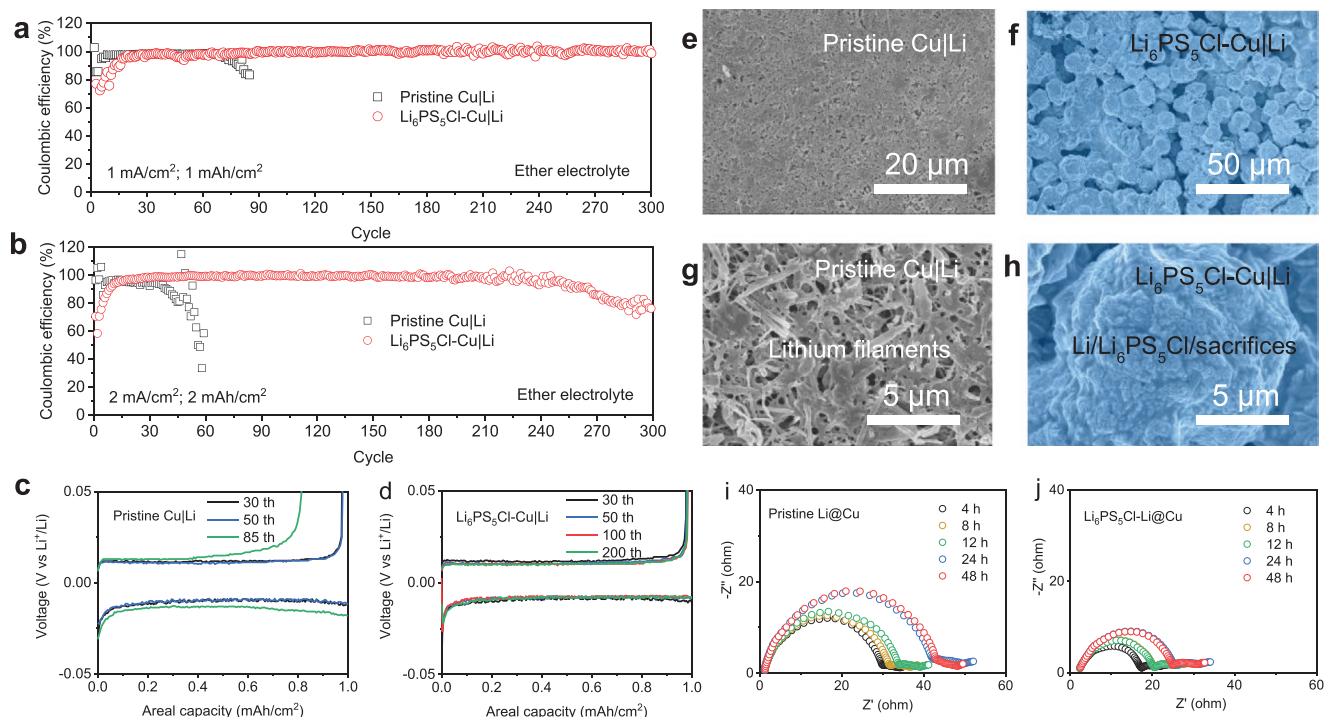 a
120
100
80
60
40
20
0
Coulombic efficiency (%)
Pristine Cu|Li
Li₆PS₅Cl-Cu|Li
1 mA/cm²; 1 mAh/cm²
Ether electrolyte
0 30 60 90 120 150 180 210 240 270 300
Cycle
b
120
100
80
60
40
20
0
Coulombic efficiency (%)
Pristine Cu|Li
Li₆PS₅Cl-Cu|Li
2 mA/cm²; 2 mAh/cm²
Ether electrolyte
0 30 60 90 120 150 180 210 240 270 300
Cycle
c
0.05
0.00
-0.05
Voltage (V vs Li⁺/Li)
Pristine Cu|Li
30 th
50 th
85 th
0.0 0.2 0.4 0.6 0.8 1.0
Areal capacity (mAh/cm²)
d
0.05
0.00
-0.05
Voltage (V vs Li⁺/Li)
Li₆PS₅Cl-Cu|Li
30 th
50 th
100 th
200 th
0.0 0.2 0.4 0.6 0.8 1.0
Areal capacity (mAh/cm²)
e
Pristine Cu|Li
20 µm
f
Li₆PS₅Cl-Cu|Li
50 µm
g
Pristine Cu|Li
Lithium filaments
5 µm
h
Li₆PS₅Cl-Cu|Li
Li/Li₆PS₅Cl/sacrifices
5 µm
i
40
20
0
-Z'' (ohm)
Pristine Li@Cu
4 h
8 h
12 h
24 h
48 h
0 20 40 60
Z' (ohm)
j
40
20
0
-Z'' (ohm)
Li₆PS₅Cl-Li@Cu
4 h
8 h
12 h
24 h
48 h
0 20 40 60
Z' (ohm)